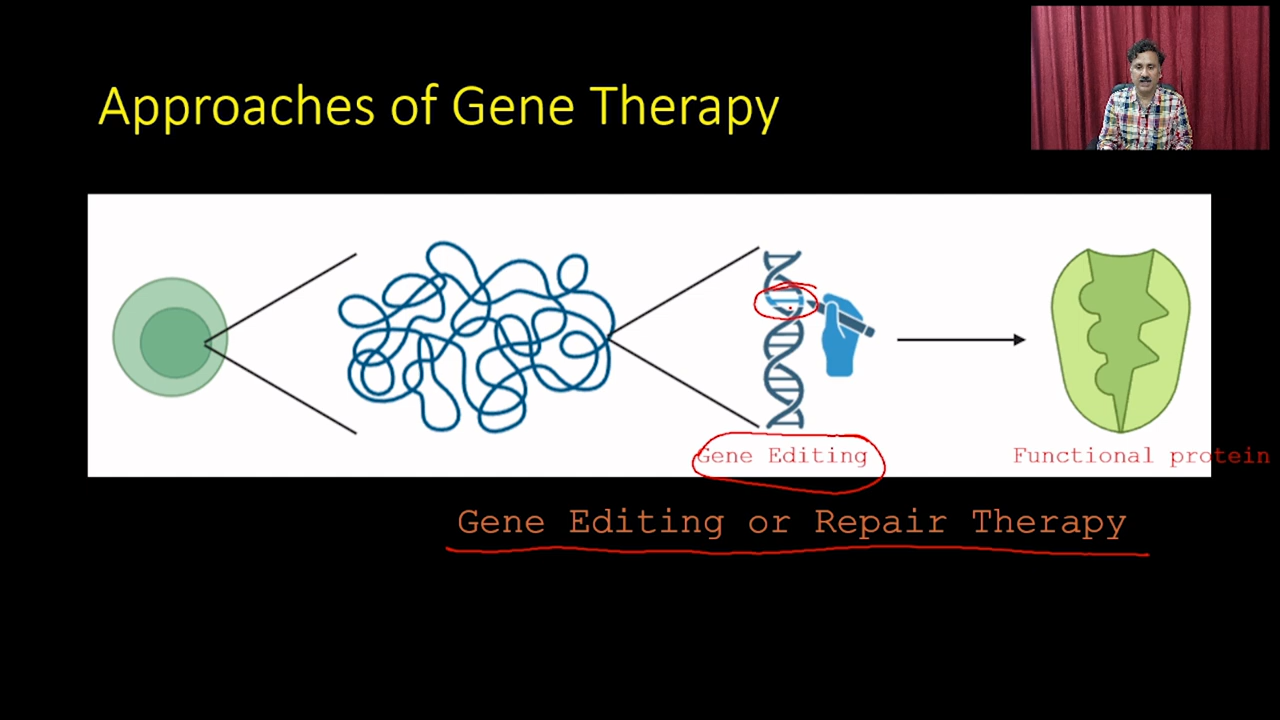 Approaches of Gene Therapy
Gene Editing
Functional protein
Gene Editing or Repair Therapy